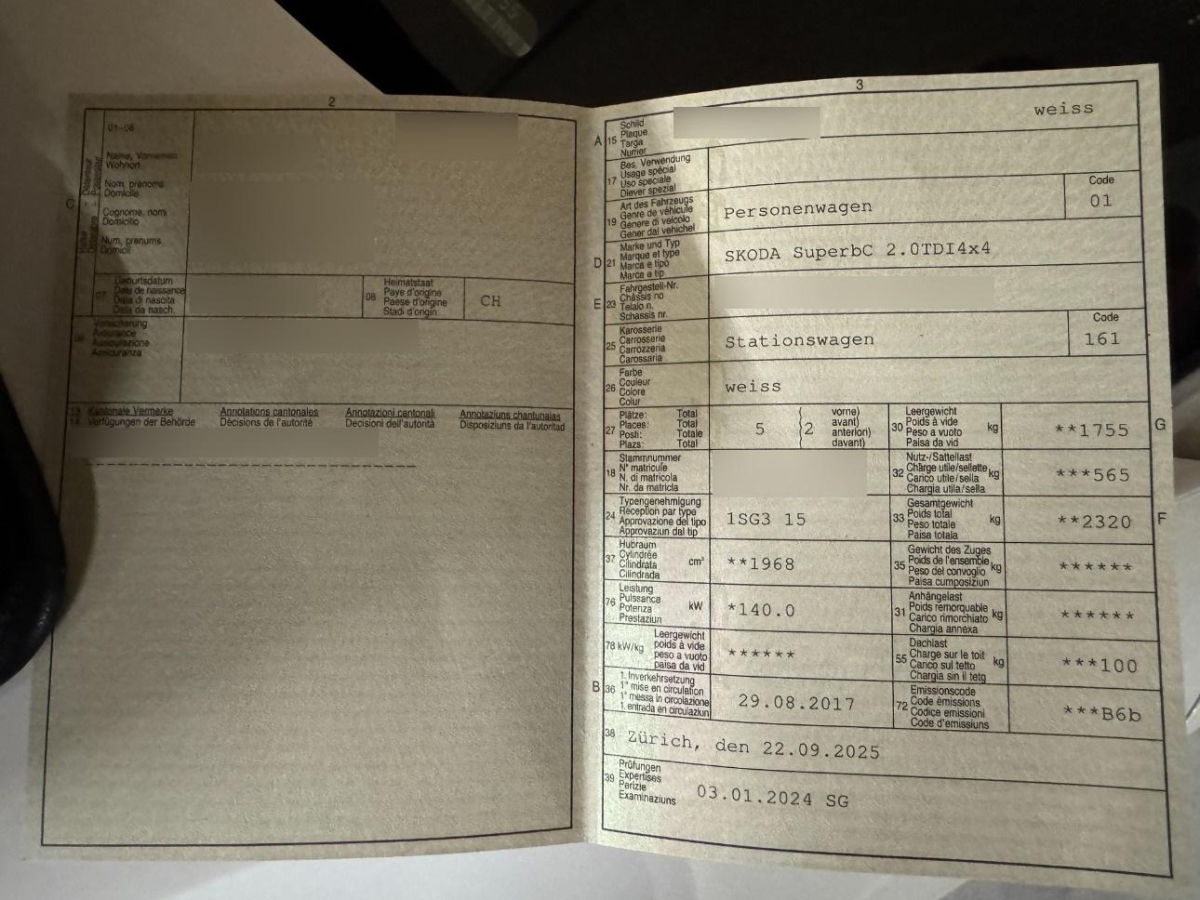 2
01-06
Name, Vornamen
Wohnort
Nom, prénoms
Domicile
C
Cognome, nomi
Domicilio
Num, prenums
Domicil
07
Geburtsdatum
Date de naissance
Data di nascita
Data da nasch.
08
Heimatstaat
Pays d'origine
Paese d'origine
Stadi d'origin
CH
09
Versicherung
Assurance
Assicurazione
Assicuranza
13 Kantonale Vermerke Annotations cantonales Annotazioni cantonali Annotaziuns chantunalas
14 Verfügungen der Behörde Décisions de l'autorité Decisioni dell'autorità Disposiziuns da l'autoritad
3
A 15
Schild
Plaque
Targa
Numer
weiss
17
Bes. Verwendung
Usage spécial
Uso speciale
Diever spezial
19
Art des Fahrzeugs
Genre de véhicule
Genere di veicolo
Gener dal vehichel
Personenwagen
Code
01
D 21
Marke und Typ
Marque et type
Marca e tipo
Marca e tip
SKODA SuperbC 2.0TDI4x4
E 23
Fahrgestell-Nr.
Châssis no
Telaio n.
Schassis nr.
25
Karosserie
Carrosserie
Carrozzeria
Carossaria
Stationswagen
Code
161
26
Farbe
Couleur
Colore
Colur
weiss
27
Plätze: Total
Places: Total
Posti: Totale
Plazs: Total
5
2
vorne)
avant)
anteriori)
davant)
30
Leergewicht
Poids à vide
Peso a vuoto
Paisa da vid
kg
**1755
G
18
Stammnummer
N° matricule
N. di matricola
Nr. da matricla
32
Nutz-/Sattellast
Charge utile/sellette
Carico utile/sella
Chargia utila/sella
kg
***565
24
Typengenehmigung
Réception par type
Approvazione del tipo
Approvaziun dal tip
1SG3 15
33
Gesamtgewicht
Poids total
Peso totale
Paisa totala
kg
**2320
F
37
Hubraum
Cylindrée
Cilindrata
Cilindrada
cm³
**1968
35
Gewicht des Zuges
Poids de l'ensemble
Peso del convoglio
Paisa cumposiziun
kg
******
76
Leistung
Puissance
Potenza
Prestaziun
kW
*140.0
31
Anhängelast
Poids remorquable
Carico rimorchiato
Chargia annexa
kg
******
78 kW/kg
Leergewicht
poids à vide
peso a vuoto
paisa da vid
******
55
Dachlast
Charge sur le toit
Carico sul tetto
Chargia sin il tetg
kg
***100
B 36
1. Inverkehrsetzung
1re mise en circulation
1a messa in circolazione
1. entrada en circulaziun
29.08.2017
72
Emissionscode
Code émissions
Codice emissioni
Code d'emissiuns
***B6b
38 Zürich, den 22.09.2025
39
Prüfungen
Expertises
Perizie
Examinaziuns
03.01.2024 SG